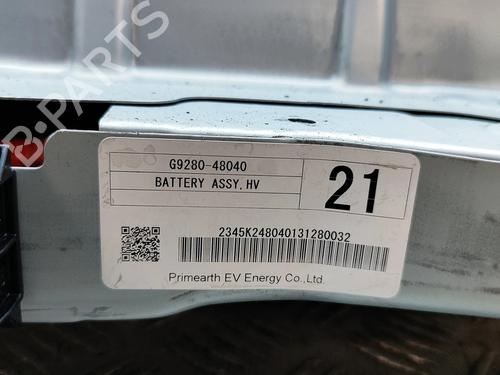 B-PARTS
G9280-48040
BATTERY ASSY,HV
21
2345K248040131280032
Primearth EV Energy Co.,Ltd.